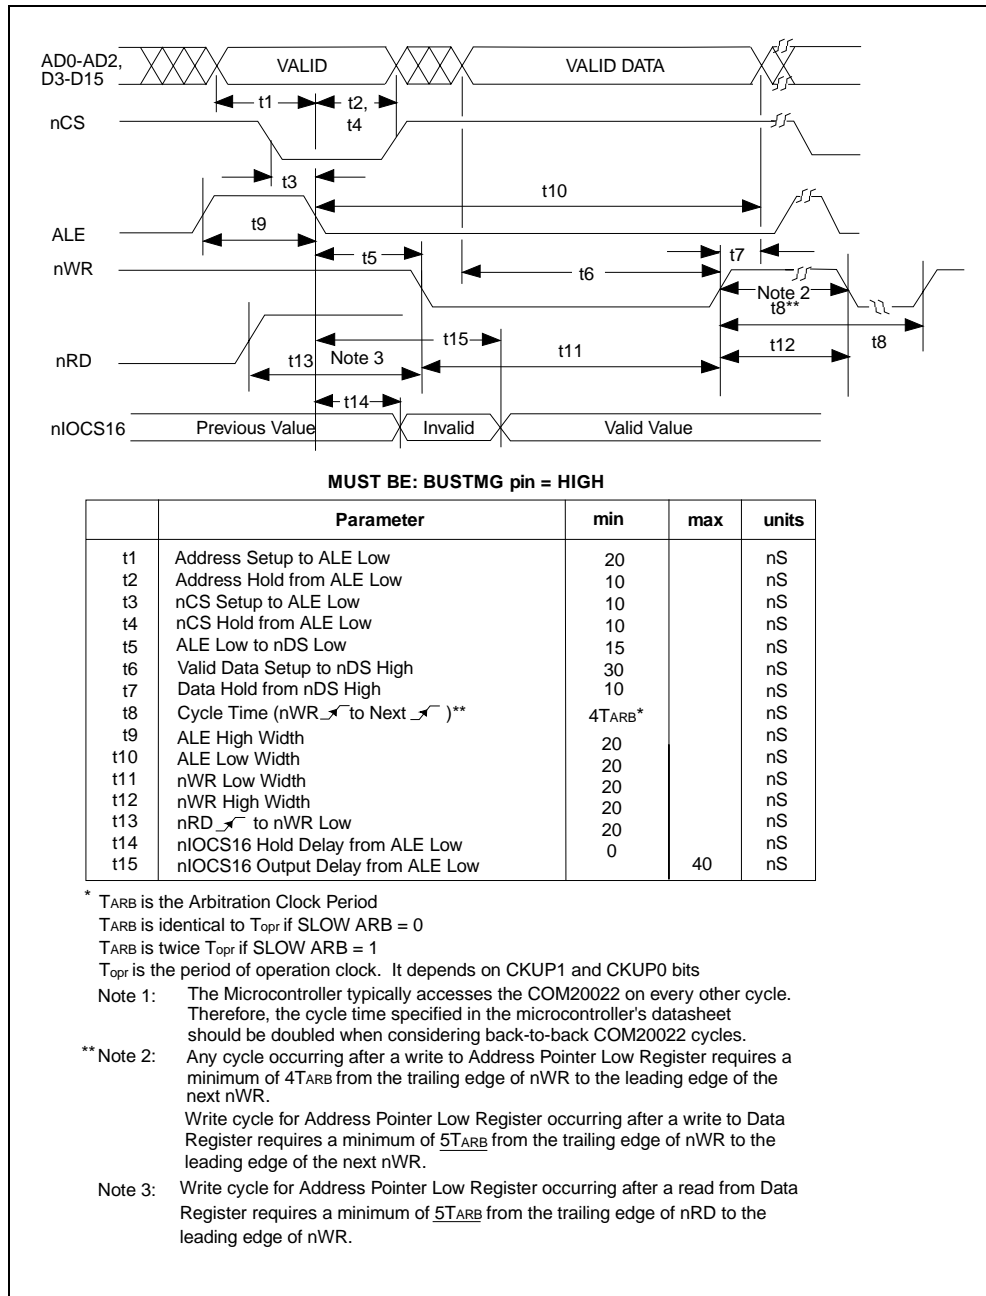 AD0-AD2,
D3-D15
VALID
VALID DATA
t1
t2,
t4
nCS
t3
t10
t9
ALE
t5
t7
nWR
t6
Note 2
t8**
t15
t8
nRD
t13
Note 3
t11
t12
t14
nIOCS16
Previous Value
Invalid
Valid Value
MUST BE: BUSTMG pin = HIGH
Parameter min max units
t1 Address Setup to ALE Low 20 nS
t2 Address Hold from ALE Low 10 nS
t3 nCS Setup to ALE Low 10 nS
t4 nCS Hold from ALE Low 10 nS
t5 ALE Low to nDS Low 15 nS
t6 Valid Data Setup to nDS High 30 nS
t7 Data Hold from nDS High 10 nS
t8 Cycle Time (nWR to Next )** 4TARB* nS
t9 ALE High Width 20 nS
t10 ALE Low Width 20 nS
t11 nWR Low Width 20 nS
t12 nWR High Width 20 nS
t13 nRD to nWR Low 20 nS
t14 nIOCS16 Hold Delay from ALE Low 0 nS
t15 nIOCS16 Output Delay from ALE Low 40 nS
* TARB is the Arbitration Clock Period
TARB is identical to Topr if SLOW ARB = 0
TARB is twice Topr if SLOW ARB = 1
Topr is the period of operation clock. It depends on CKUP1 and CKUP0 bits
Note 1: The Microcontroller typically accesses the COM20022 on every other cycle.
Therefore, the cycle time specified in the microcontroller's datasheet
should be doubled when considering back-to-back COM20022 cycles.
** Note 2: Any cycle occurring after a write to Address Pointer Low Register requires a
minimum of 4TARB from the trailing edge of nWR to the leading edge of the
next nWR.
Write cycle for Address Pointer Low Register occurring after a write to Data
Register requires a minimum of 5TARB from the trailing edge of nWR to the
leading edge of the next nWR.
Note 3: Write cycle for Address Pointer Low Register occurring after a read from Data
Register requires a minimum of 5TARB from the trailing edge of nRD to the
leading edge of nWR.